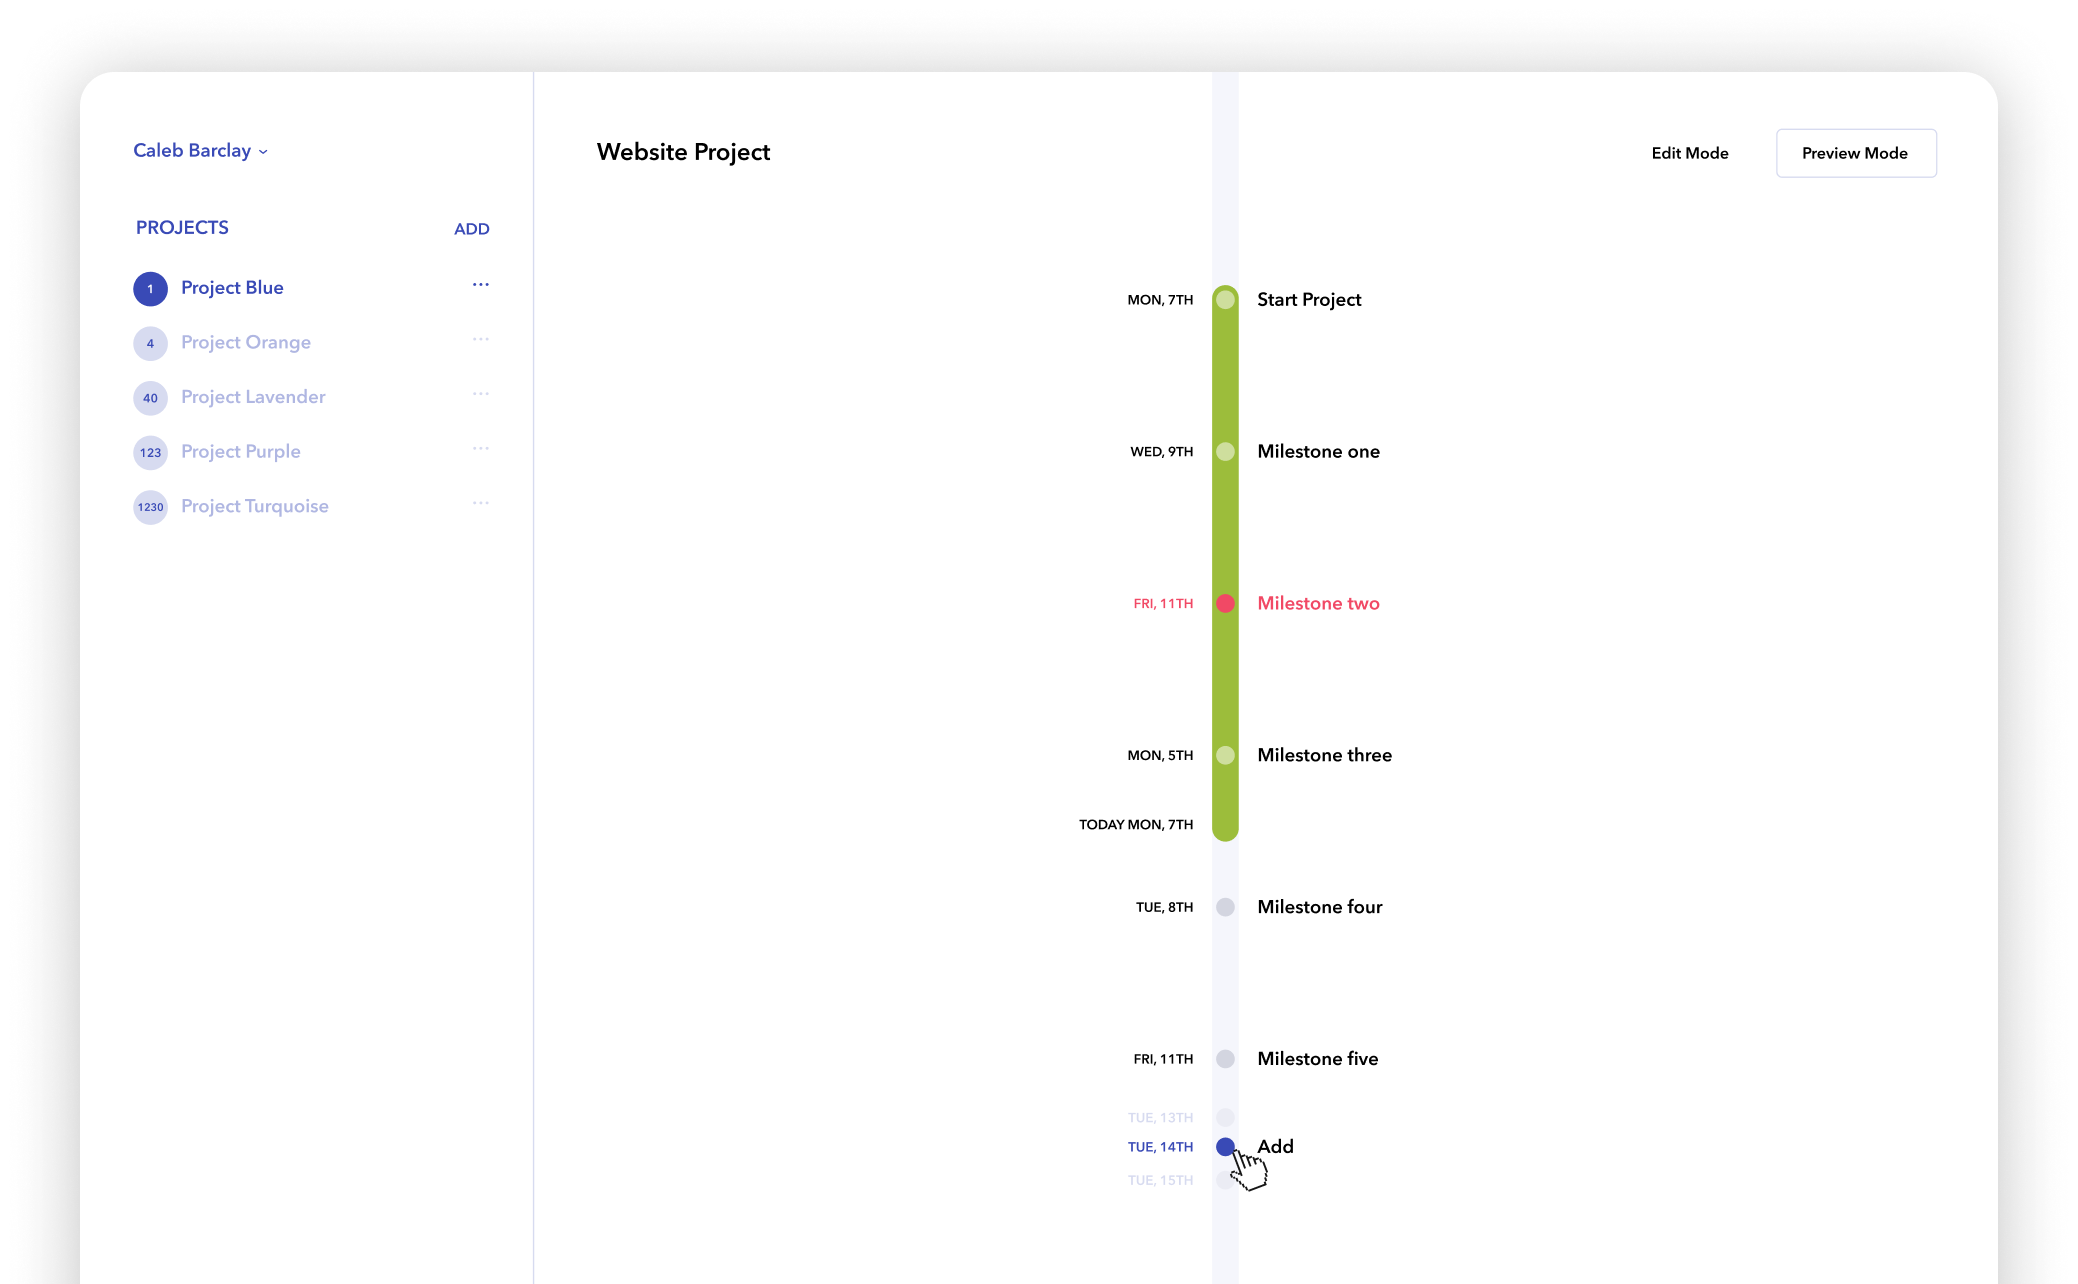 Caleb Barclay
PROJECTS
ADD
1 Project Blue
4 Project Orange
40 Project Lavender
123 Project Purple
1230 Project Turquoise
Website Project
Edit Mode
Preview Mode
MON, 7TH Start Project
WED, 9TH Milestone one
FRI, 11TH Milestone two
MON, 5TH Milestone three
TODAY MON, 7TH
TUE, 8TH Milestone four
FRI, 11TH Milestone five
TUE, 13TH
TUE, 14TH Add
TUE, 15TH